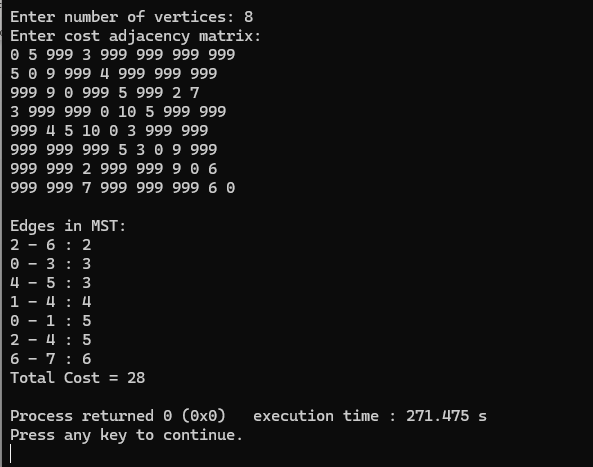 Enter number of vertices: 8
Enter cost adjacency matrix:
0 5 999 3 999 999 999 999
5 0 9 999 4 999 999 999
999 9 0 999 5 999 2 7
3 999 999 0 10 5 999 999
999 4 5 10 0 3 999 999
999 999 999 5 3 0 9 999
999 999 2 999 999 9 0 6
999 999 7 999 999 999 6 0

Edges in MST:
2 - 6 : 2
0 - 3 : 3
4 - 5 : 3
1 - 4 : 4
0 - 1 : 5
2 - 4 : 5
6 - 7 : 6
Total Cost = 28

Process returned 0 (0x0)   execution time : 271.475 s
Press any key to continue.